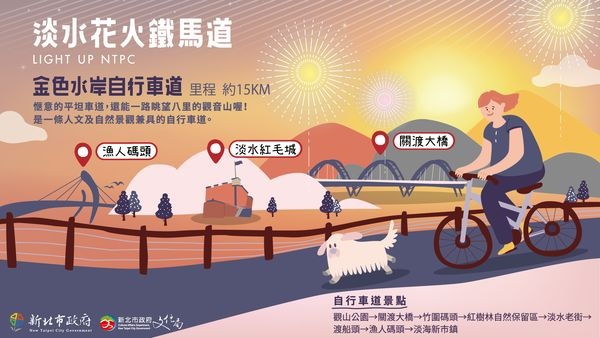 淡水花火鐵馬道
LIGHT UP NTPC
金色水岸自行車道 里程 約15KM
愜意的平坦車道,還能一路眺望八里的觀音山喔!
是一條人文及自然景觀兼具的自行車道。
漁人碼頭
淡水紅毛城
關渡大橋
自行車道景點
觀山公園→關渡大橋→竹圍碼頭→紅樹林自然保留區→淡水老街→
渡船頭→漁人碼頭→淡海新市鎮
新北市政府
New Taipei City Government
新北市政府
文化局